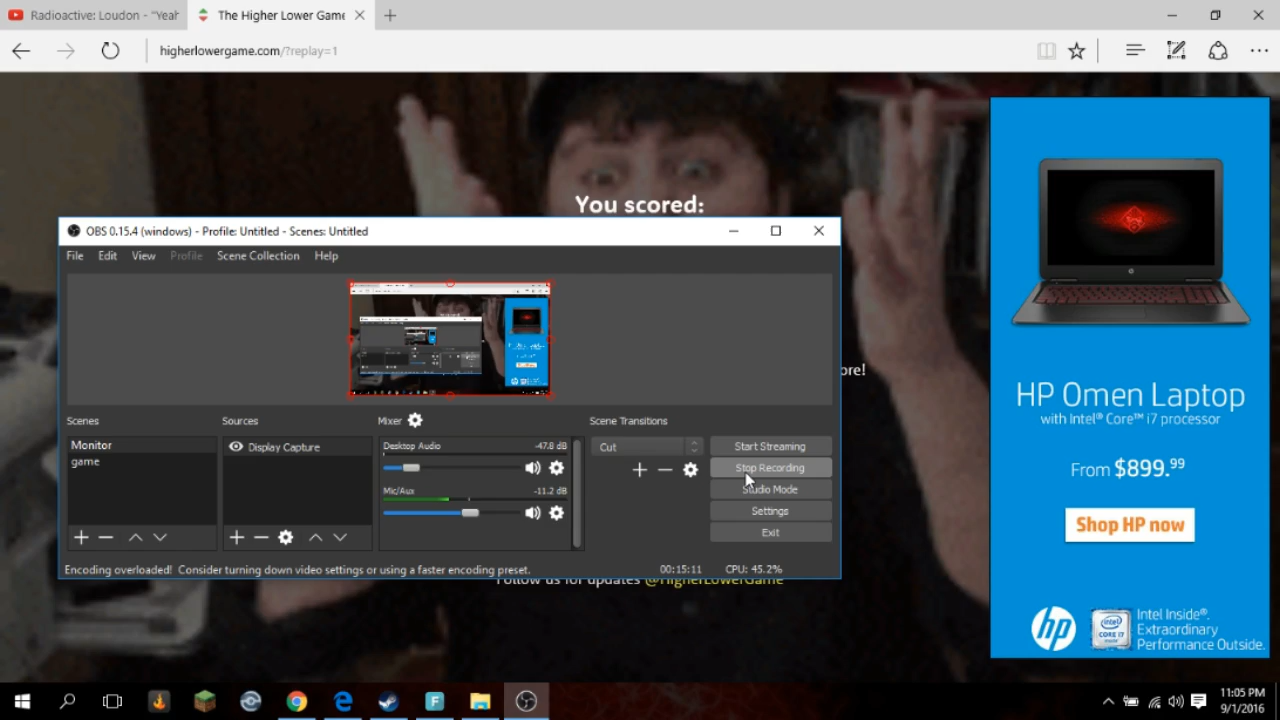 Radioactive: Loudon - "Yeah
The Higher Lower Game
higherlowergame.com/?replay=1
You scored:
OBS 0.15.4 (windows) - Profile: Untitled - Scenes: Untitled
File Edit View Profile Scene Collection Help
Scenes
Monitor
game
Sources
Display Capture
Mixer
Desktop Audio -47.8 dB
Mic/Aux -11.2 dB
Scene Transitions
Cut
Start Streaming
Stop Recording
Studio Mode
Settings
Exit
Encoding overloaded! Consider turning down video settings or using a faster encoding preset. 00:15:11 CPU: 45.2%
ore!
Follow us for updates @HigherLowerGame
HP Omen Laptop
with Intel® Core™ i7 processor
From $899.99
Shop HP now
hp
intel
CORE i7
inside
Intel Inside®.
Extraordinary
Performance Outside.
11:05 PM
9/1/2016